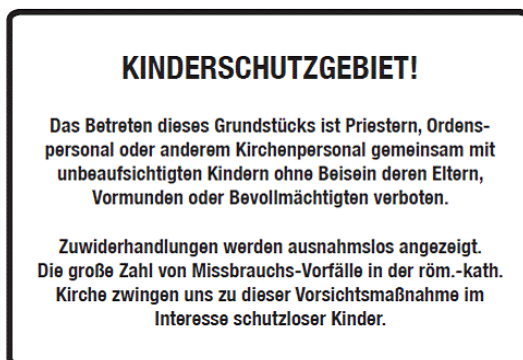 KINDERSCHUTZGEBIET!
Das Betreten dieses Grundstücks ist Priestern, Ordens-
personal oder anderem Kirchenpersonal gemeinsam mit
unbeaufsichtigten Kindern ohne Beisein deren Eltern,
Vormunden oder Bevollmächtigten verboten.
Zuwiderhandlungen werden ausnahmslos angezeigt.
Die große Zahl von Missbrauchs-Vorfälle in der röm.-kath.
Kirche zwingen uns zu dieser Vorsichtsmaßnahme im
Interesse schutzloser Kinder.